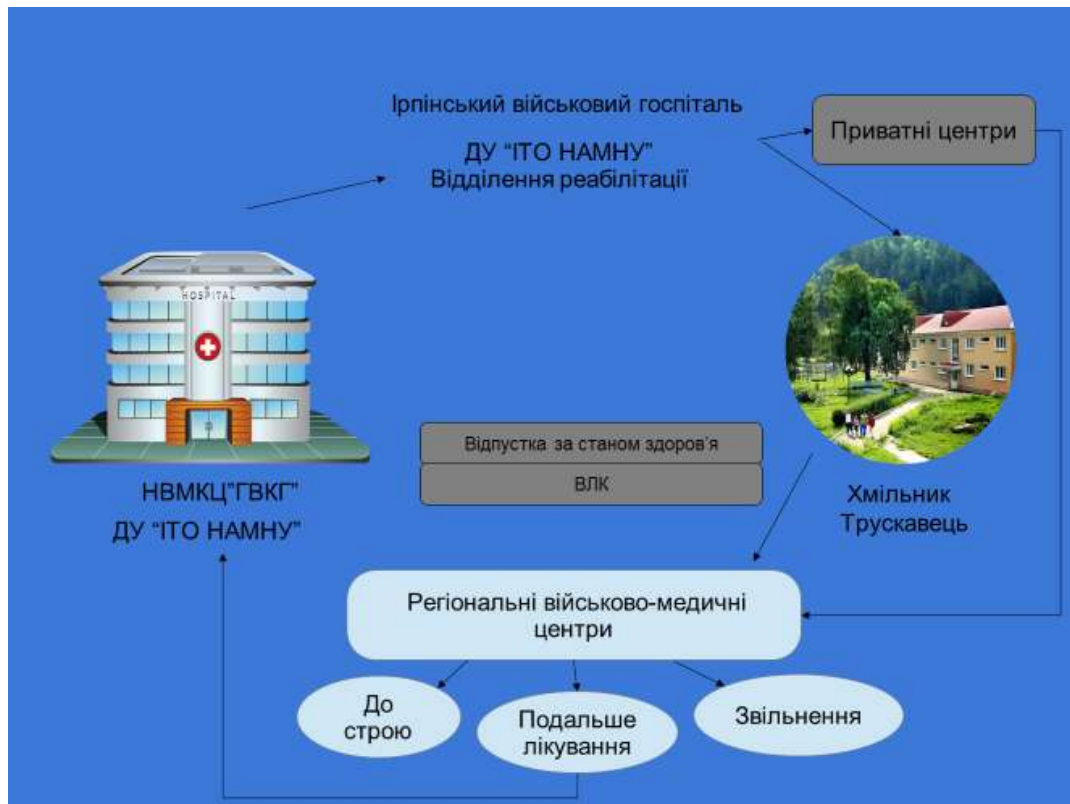 Ірпінський військовий госпіталь
ДУ “ІТО НАМНУ”
Відділення реабілітації
Приватні центри
HOSPITAL
НВМКЦ”ГВКГ”
ДУ “ІТО НАМНУ”
Відпустка за станом здоров’я
ВЛК
Хмільник
Трускавець
Регіональні військово-медичні
центри
До
строю
Подальше
лікування
Звільнення